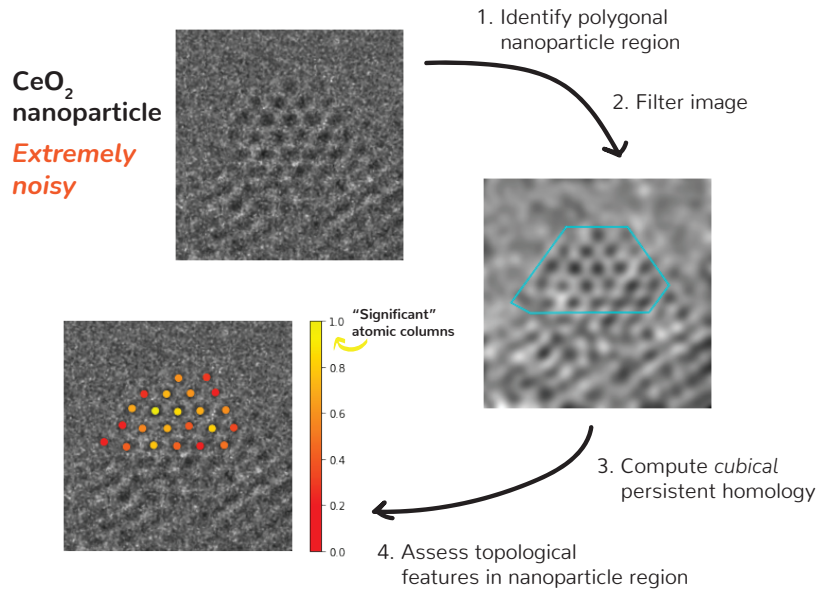 1. Identify polygonal
nanoparticle region
CeO₂
nanoparticle
Extremely
noisy
2. Filter image
"Significant"
atomic columns
1.0
0.8
0.6
0.4
0.2
0.0
3. Compute cubical
persistent homology
4. Assess topological
features in nanoparticle region